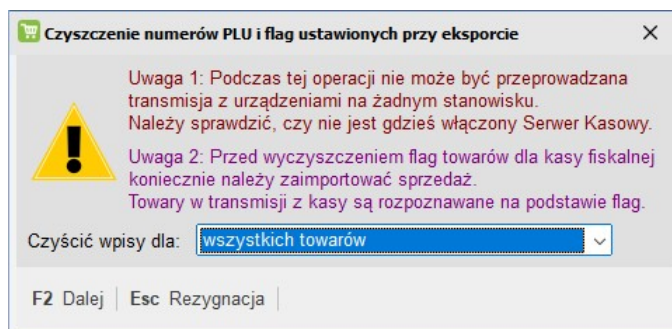 Czyszczenie numerów PLU i flag ustawionych przy eksporcie
Uwaga 1: Podczas tej operacji nie może być przeprowadzana
transmisja z urządzeniami na żadnym stanowisku.
Należy sprawdzić, czy nie jest gdzieś włączony Serwer Kasowy.
Uwaga 2: Przed wyczyszczeniem flag towarów dla kasy fiskalnej
koniecznie należy zaimportować sprzedaż.
Towary w transmisji z kasy są rozpoznawane na podstawie flag.
Czyścić wpisy dla: wszystkich towarów
F2 Dalej Esc Rezygnacja